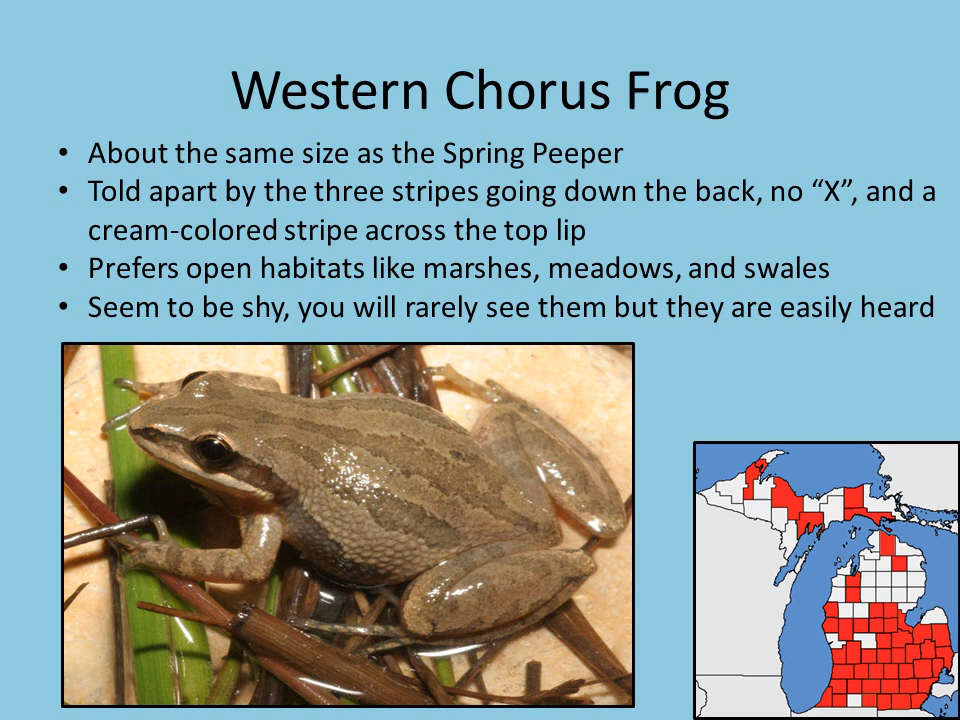 Western Chorus Frog
• About the same size as the Spring Peeper
• Told apart by the three stripes going down the back, no “X”, and a
cream-colored stripe across the top lip
• Prefers open habitats like marshes, meadows, and swales
• Seem to be shy, you will rarely see them but they are easily heard